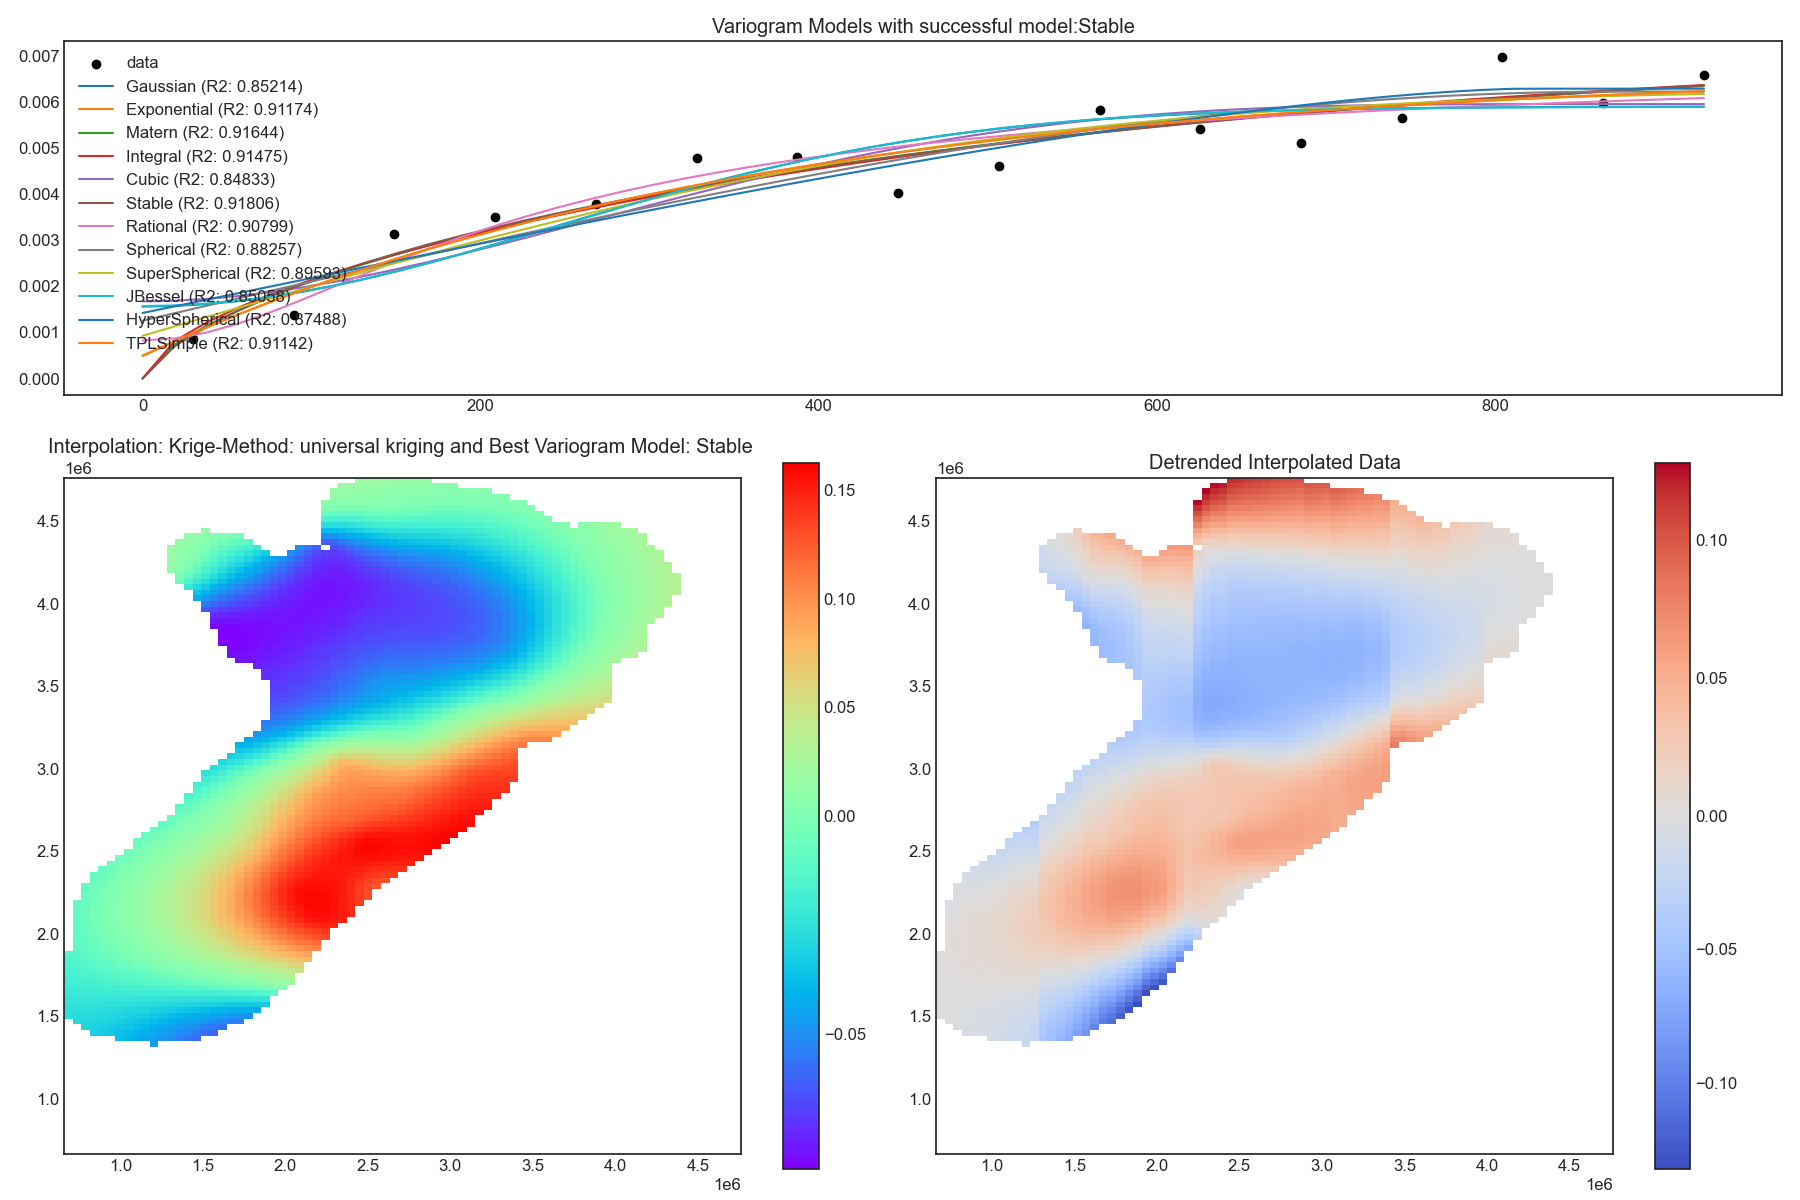 Variogram Models with successful model:Stable
0.007
0.006
0.005
0.004
0.003
0.002
0.001
0.000
data
Gaussian (R2: 0.85214)
Exponential (R2: 0.91174)
Matern (R2: 0.91644)
Integral (R2: 0.91475)
Cubic (R2: 0.84833)
Stable (R2: 0.91806)
Rational (R2: 0.90799)
Spherical (R2: 0.88257)
SuperSpherical (R2: 0.89593)
JBessel (R2: 0.85058)
HyperSpherical (R2: 0.87488)
TPLSimple (R2: 0.91142)
0 200 400 600 800
Interpolation: Krige-Method: universal kriging and Best Variogram Model: Stable
1e6
4.5
4.0
3.5
3.0
2.5
2.0
1.5
1.0
1.0 1.5 2.0 2.5 3.0 3.5 4.0 4.5
1e6
0.15
0.10
0.05
0.00
−0.05
Detrended Interpolated Data
1e6
4.5
4.0
3.5
3.0
2.5
2.0
1.5
1.0
1.0 1.5 2.0 2.5 3.0 3.5 4.0 4.5
1e6
0.10
0.05
0.00
−0.05
−0.10